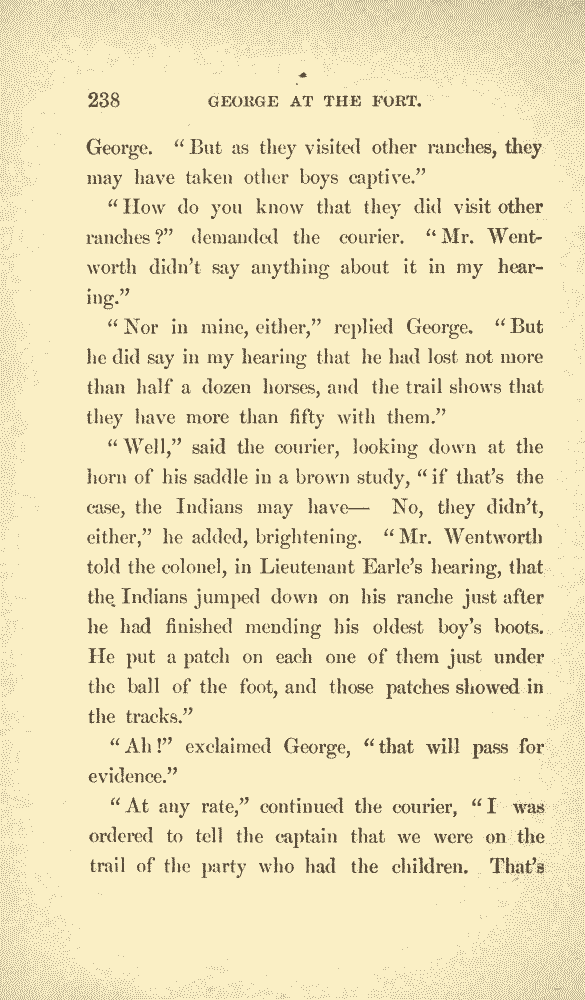 238 GEORGE AT THE FORT.
George. “But as they visited other ranches, they
may have taken other boys captive.”
“How do you know that they did visit other
ranches?” demanded the courier. “Mr. Went-
worth didn’t say anything about it in my hear-
ing.”
“Nor in mine, either,” replied George. “But
he did say in my hearing that he had lost not more
than half a dozen horses, and the trail shows that
they have more than fifty with them.”
“Well,” said the courier, looking down at the
horn of his saddle in a brown study, “if that’s the
case, the Indians may have— No, they didn’t,
either,” he added, brightening. “Mr. Wentworth
told the colonel, in Lieutenant Earle’s hearing, that
the Indians jumped down on his ranche just after
he had finished mending his oldest boy’s boots.
He put a patch on each one of them just under
the ball of the foot, and those patches showed in
the tracks.”
“Ah!” exclaimed George, “that will pass for
evidence.”
“At any rate,” continued the courier, “I was
ordered to tell the captain that we were on the
trail of the party who had the children. That’s